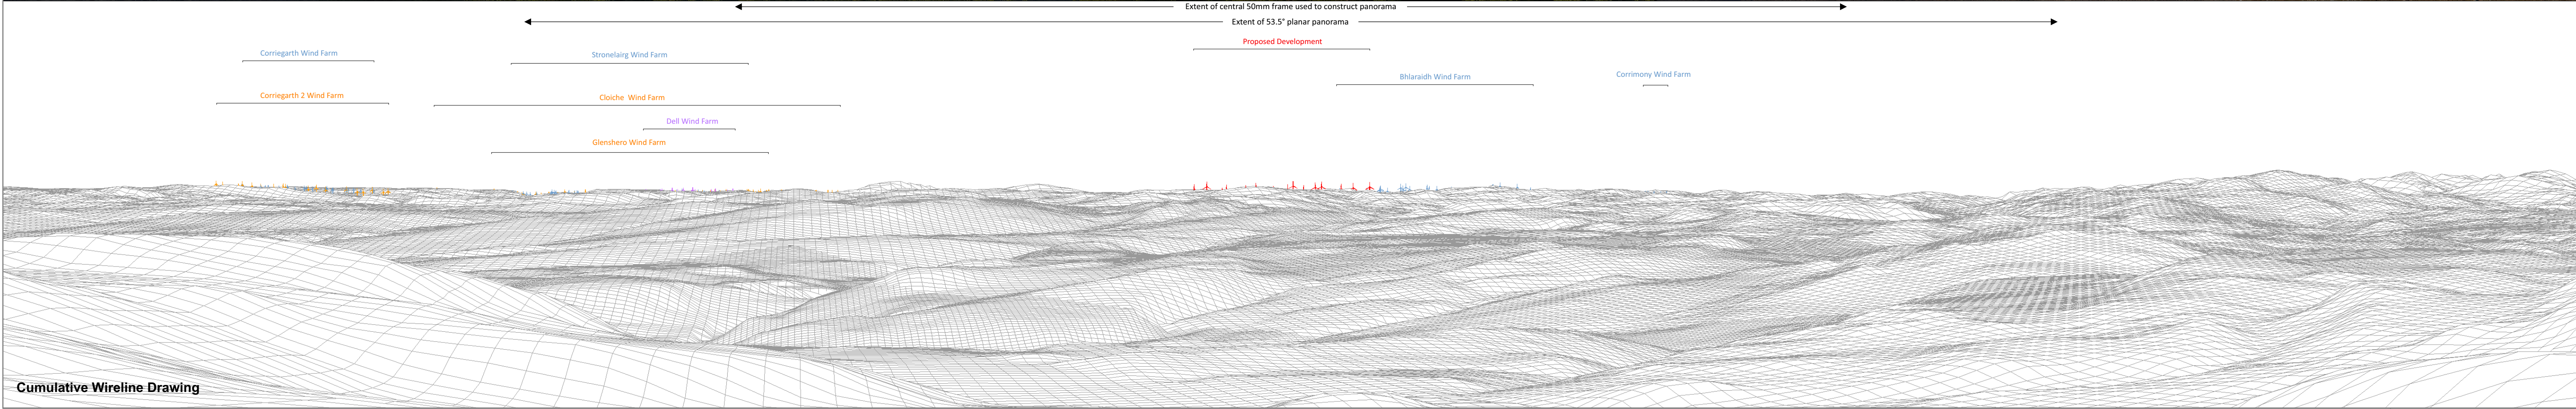 Extent of central 50mm frame used to construct panorama
Extent of 53.5° planar panorama
Proposed Development
Corriegarth Wind Farm
Stronelairg Wind Farm
Bhlaraidh Wind Farm
Corrimony Wind Farm
Corriegarth 2 Wind Farm
Cloiche Wind Farm
Dell Wind Farm
Glenshero Wind Farm
Cumulative Wireline Drawing